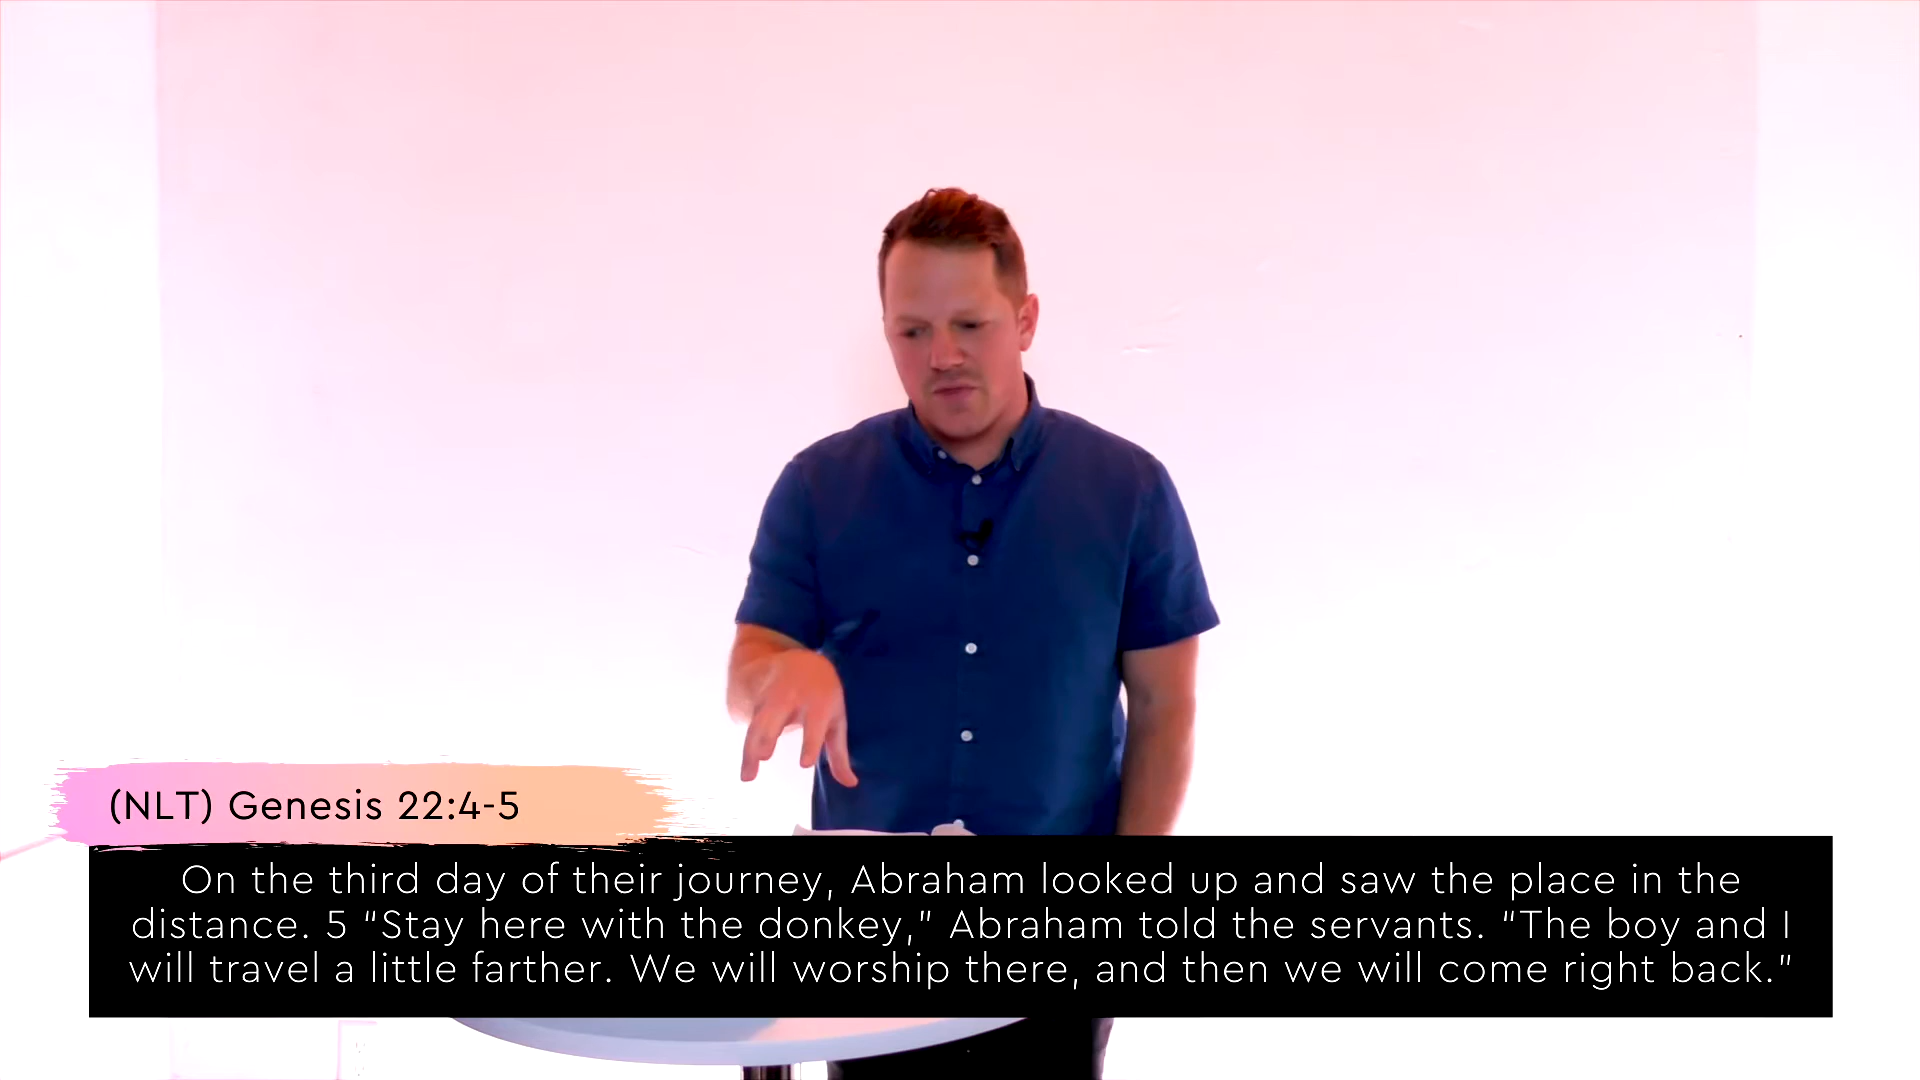 (NLT) Genesis 22:4-5
On the third day of their journey, Abraham looked up and saw the place in the
distance. 5 “Stay here with the donkey,” Abraham told the servants. “The boy and I
will travel a little farther. We will worship there, and then we will come right back.”